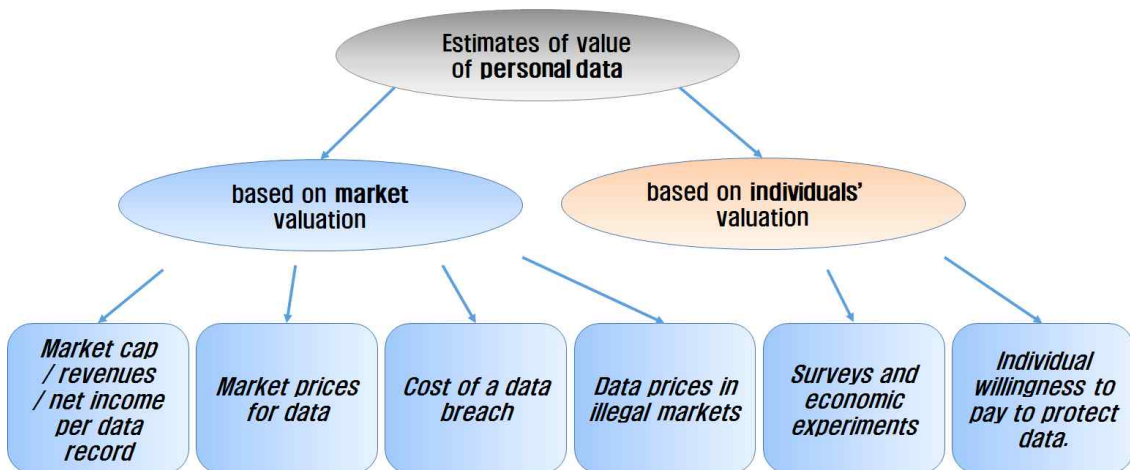 Estimates of value
of personal data
based on market
valuation
based on individuals’
valuation
Market cap
/ revenues
/ net income
per data
record
Market prices
for data
Cost of a data
breach
Data prices in
illegal markets
Surveys and
economic
experiments
Individual
willingness to
pay to protect
data.